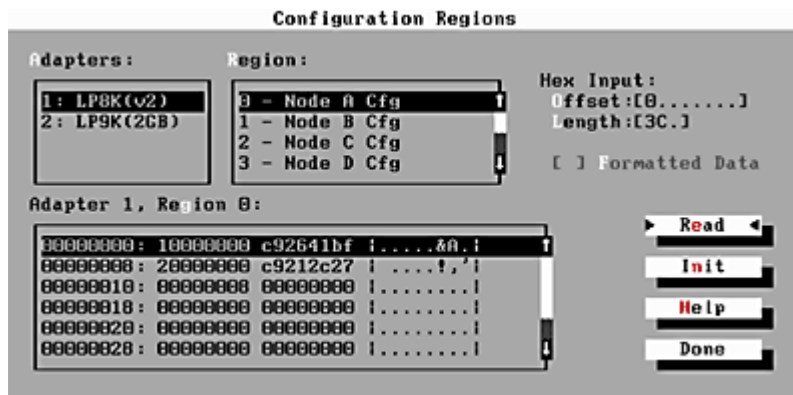 Configuration Regions
Adapters:
1: LP8K(v2)
2: LP9K(2GB)
Region:
0 - Node A Cfg
1 - Node B Cfg
2 - Node C Cfg
3 - Node D Cfg
Hex Input:
Offset:[0.......]
Length:[3C.]
[ ] Formatted Data
Adapter 1, Region 0:
00000000: 10000000 c92641bf |.....&A.|
00000008: 20000000 c9212c27 | ....!,'|
00000010: 00000008 00000000 |........|
00000018: 00000000 00000000 |........|
00000020: 00000000 00000000 |........|
00000028: 00000000 00000000 |........|
Read
Init
Help
Done